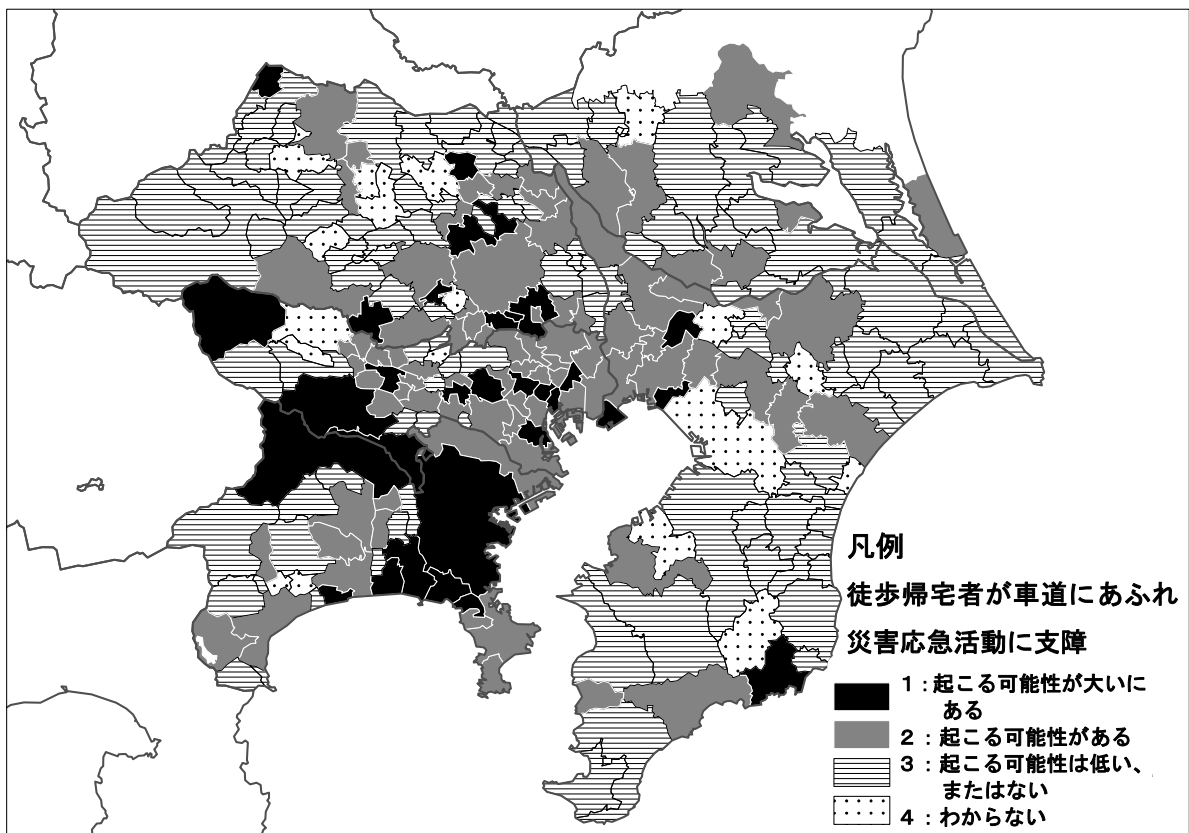 凡例
徒歩帰宅者が車道にあふれ
災害応急活動に支障
1：起こる可能性が大いに
ある
2：起こる可能性がある
3：起こる可能性は低い、
またはない
4：わからない